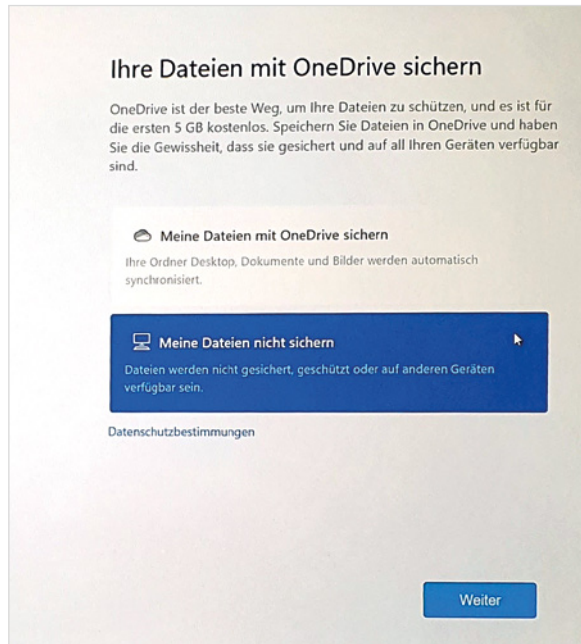 Ihre Dateien mit OneDrive sichern
OneDrive ist der beste Weg, um Ihre Dateien zu schützen, und es ist für
die ersten 5 GB kostenlos. Speichern Sie Dateien in OneDrive und haben
Sie die Gewissheit, dass sie gesichert und auf all Ihren Geräten verfügbar
sind.
Meine Dateien mit OneDrive sichern
Ihre Ordner Desktop, Dokumente und Bilder werden automatisch
synchronisiert.
Meine Dateien nicht sichern
Dateien werden nicht gesichert, geschützt oder auf anderen Geräten
verfügbar sein.
Datenschutzbestimmungen
Weiter